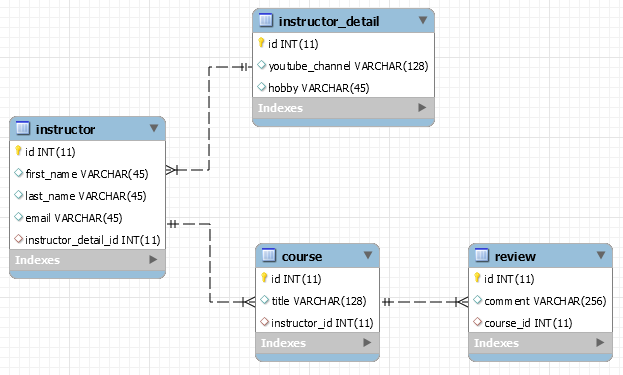 instructor_detail
id INT(11)
youtube_channel VARCHAR(128)
hobby VARCHAR(45)
Indexes
instructor
id INT(11)
first_name VARCHAR(45)
last_name VARCHAR(45)
email VARCHAR(45)
instructor_detail_id INT(11)
Indexes
course
id INT(11)
title VARCHAR(128)
instructor_id INT(11)
Indexes
review
id INT(11)
comment VARCHAR(256)
course_id INT(11)
Indexes